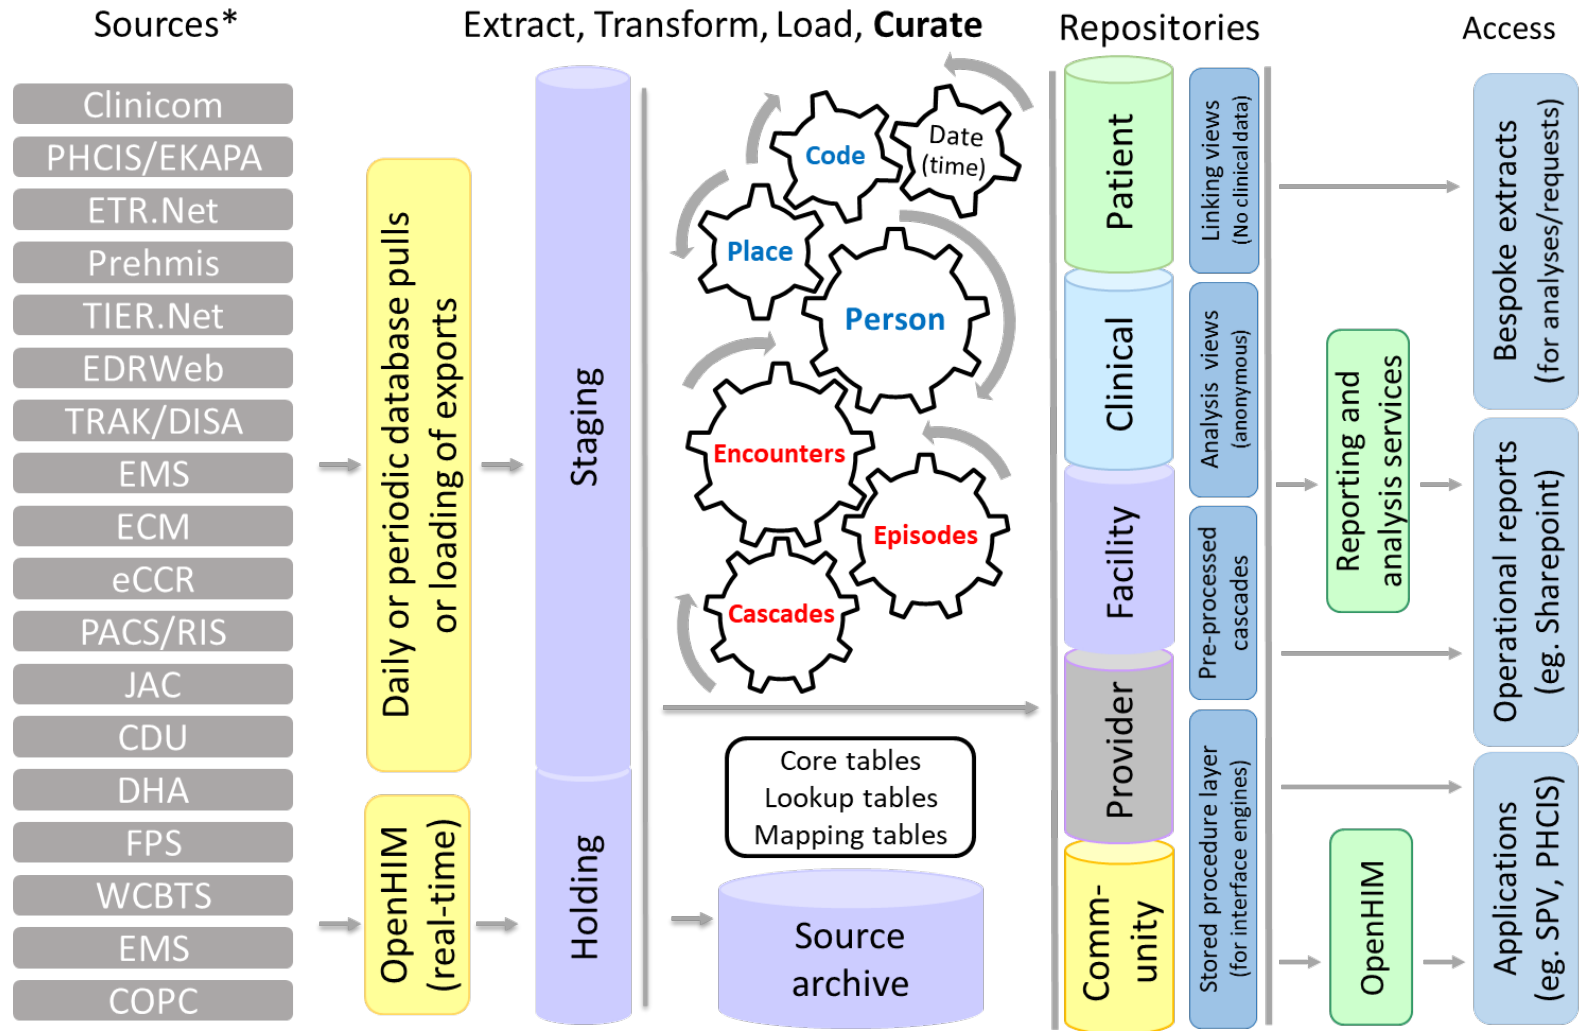 Sources*
Extract, Transform, Load, Curate
Repositories
Access
Clinicom
PHCIS/EKAPA
ETR.Net
Prehmis
TIER.Net
EDRWeb
TRAK/DISA
EMS
ECM
eCCR
PACS/RIS
JAC
CDU
DHA
FPS
WCBTS
EMS
COPC
Daily or periodic database pulls
or loading of exports
OpenHIM
(real-time)
Staging
Holding
Code
Date
(time)
Place
Person
Encounters
Episodes
Cascades
Core tables
Lookup tables
Mapping tables
Source
archive
Patient
Clinical
Facility
Provider
Comm-
unity
Linking views
(No clinical data)
Analysis views
(anonymous)
Pre-processed
cascades
Stored procedure layer
(for interface engines)
Reporting and
analysis services
OpenHIM
Bespoke extracts
(for analyses/requests)
Operational reports
(eg. Sharepoint)
Applications
(eg. SPV, PHCIS)